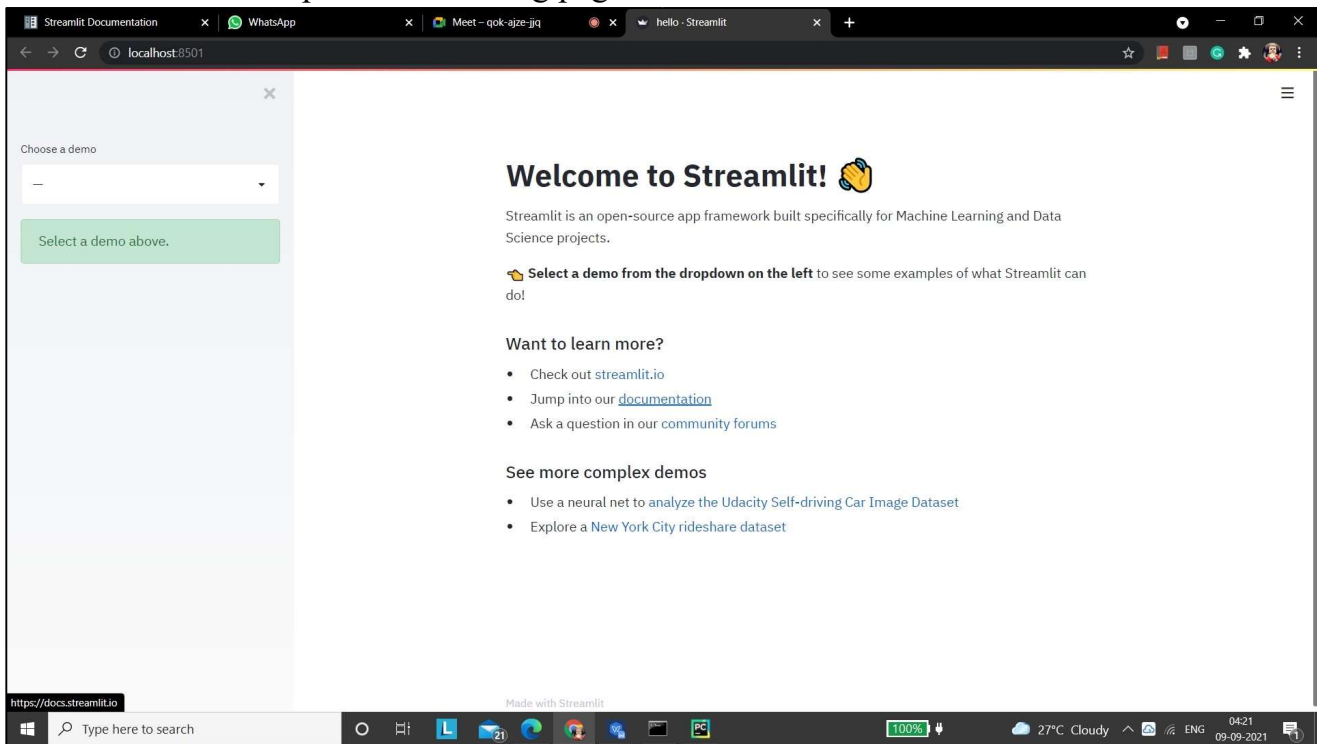 Streamlit Documentation
WhatsApp
Meet – qok-ajze-jjq
hello · Streamlit
localhost:8501
Choose a demo
—
Select a demo above.
Welcome to Streamlit! 👋
Streamlit is an open-source app framework built specifically for Machine Learning and Data
Science projects.
👈 Select a demo from the dropdown on the left to see some examples of what Streamlit can
do!
Want to learn more?
• Check out streamlit.io
• Jump into our documentation
• Ask a question in our community forums
See more complex demos
• Use a neural net to analyze the Udacity Self-driving Car Image Dataset
• Explore a New York City rideshare dataset
Made with Streamlit
https://docs.streamlit.io
Type here to search
L
21
PC
100%
27°C Cloudy
ENG
04:21
09-09-2021
1